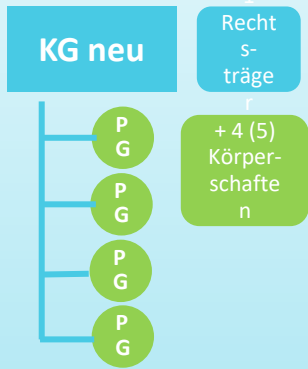 KG neu
Recht
s-
träge
r
+ 4 (5)
Körper-
schafte
n
P
G
P
G
P
G
P
G